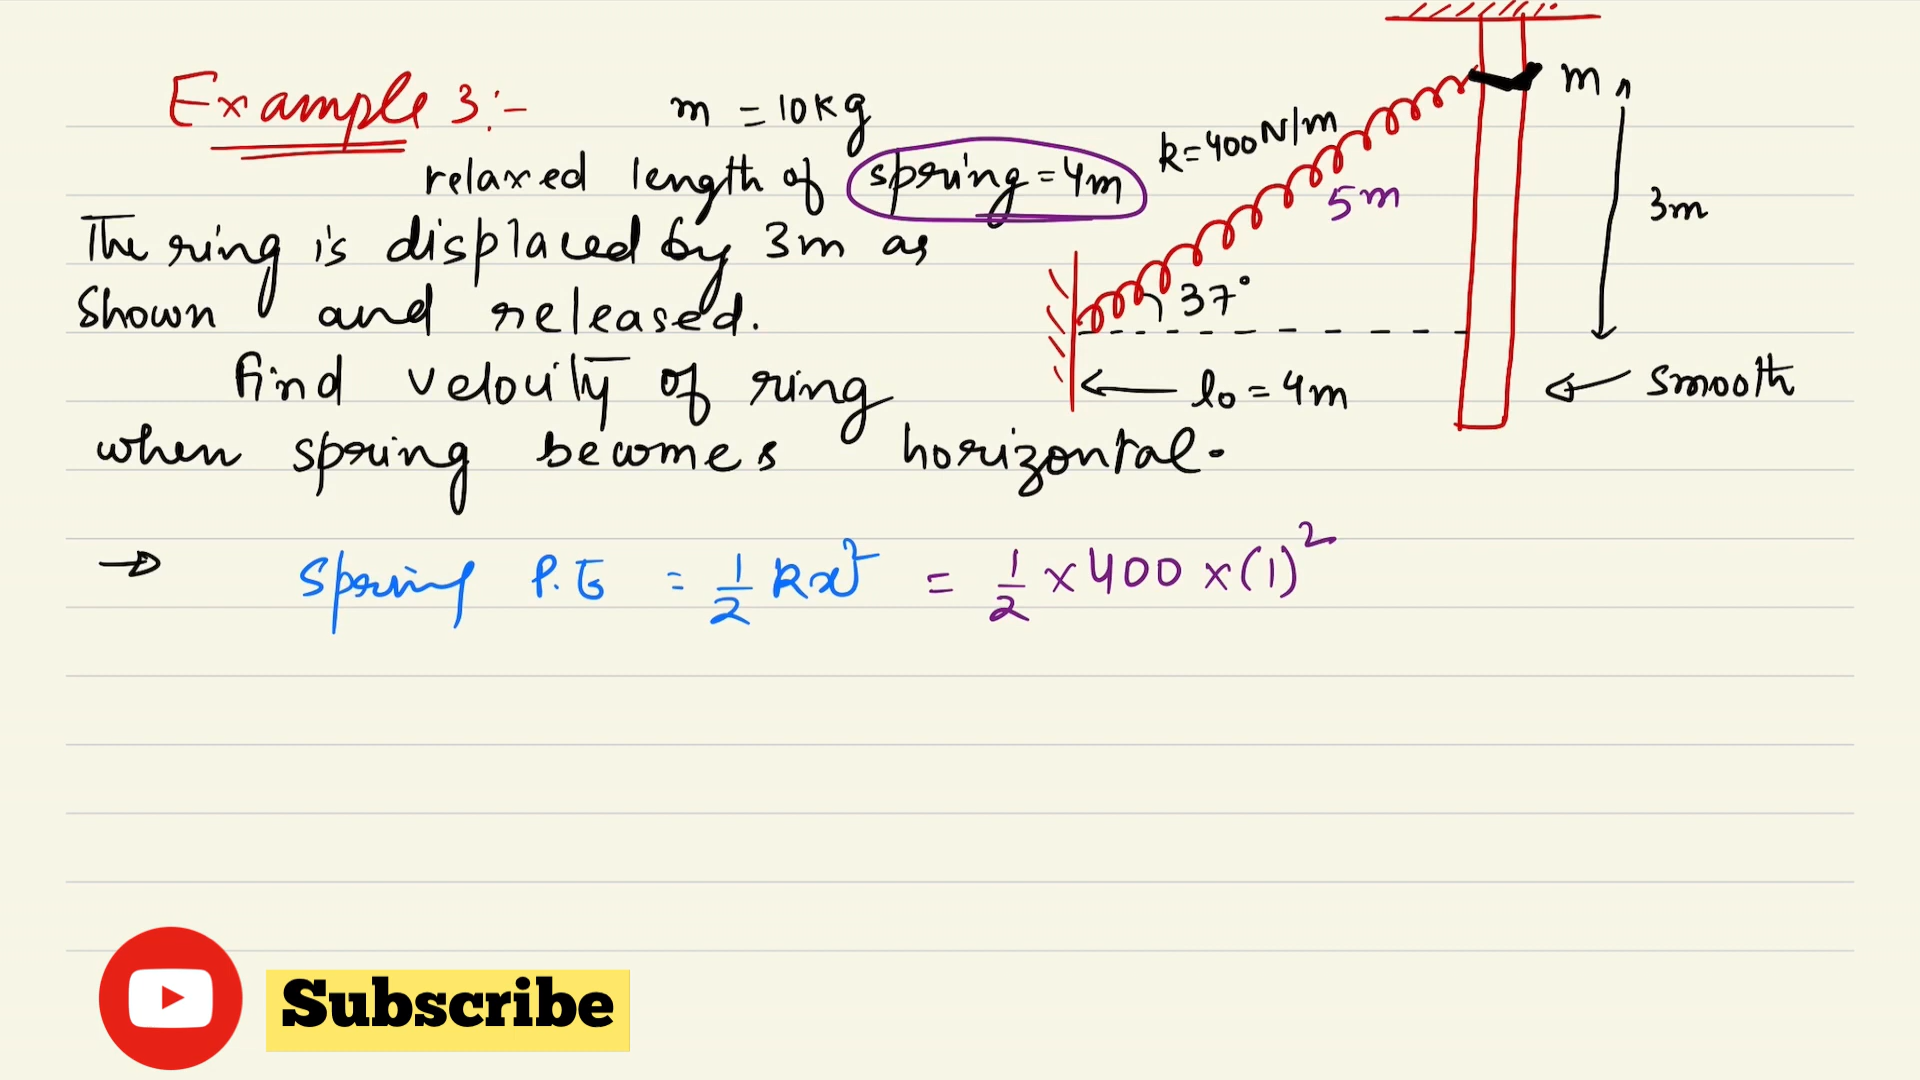 Example 3:-
m = 10kg
relaxed length of spring = 4m
The ring is displaced by 3m as
shown and released.
find velocity of ring
when spring becomes horizontal.
k=400N/m
5m
37°
l₀ = 4m
m
3m
smooth
→ Spring P.E = 1/2 kx² = 1/2 × 400 × (1)²
Subscribe